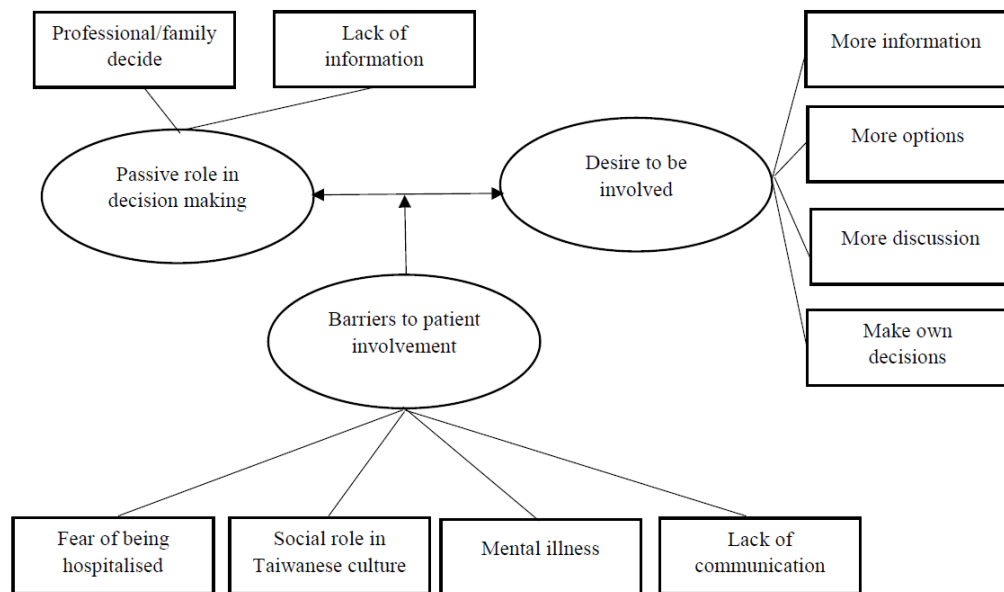 Professional/family
decide
Lack of
information
More information
More options
More discussion
Make own
decisions
Passive role in
decision making
Desire to be
involved
Barriers to patient
involvement
Fear of being
hospitalised
Social role in
Taiwanese culture
Mental illness
Lack of
communication